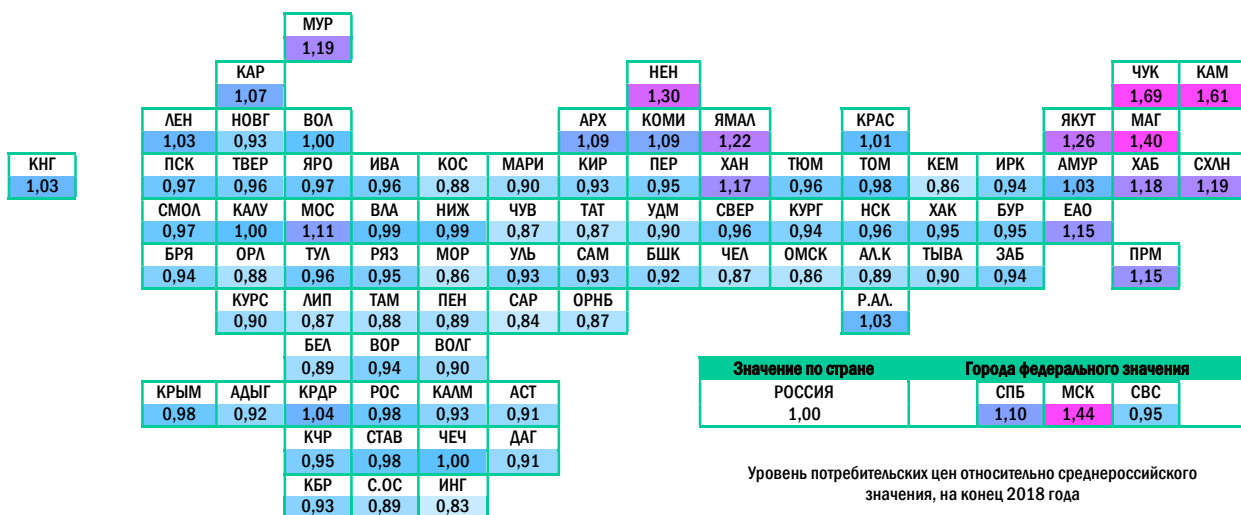 МУР
1,19
КАР НЕН ЧУК КАМ
1,07 1,30 1,69 1,61
ЛЕН НОВГ ВОЛ АРХ КОМИ ЯМАЛ КРАС ЯКУТ МАГ
1,03 0,93 1,00 1,09 1,09 1,22 1,01 1,26 1,40
КНГ ПСК ТВЕР ЯРО ИВА КОС МАРИ КИР ПЕР ХАН ТЮМ ТОМ КЕМ ИРК АМУР ХАБ СХЛН
1,03 0,97 0,96 0,97 0,96 0,88 0,90 0,93 0,95 1,17 0,96 0,98 0,86 0,94 1,03 1,18 1,19
СМОЛ КАЛУ МОС ВЛА НИЖ ЧУВ ТАТ УДМ СВЕР КУРГ НСК ХАК БУР ЕАО
0,97 1,00 1,11 0,99 0,99 0,87 0,87 0,90 0,96 0,94 0,96 0,95 0,95 1,15
БРЯ ОРЛ ТУЛ РЯЗ МОР УЛЬ САМ БШК ЧЕЛ ОМСК АЛ.К ТЫВА ЗАБ ПРМ
0,94 0,88 0,96 0,95 0,86 0,93 0,93 0,92 0,87 0,86 0,89 0,90 0,94 1,15
КУРС ЛИП ТАМ ПЕН САР ОРНБ Р.АЛ.
0,90 0,87 0,88 0,89 0,84 0,87 1,03
БЕЛ ВОР ВОЛГ
0,89 0,94 0,90
КРЫМ АДЫГ КРДР РОС КАЛМ АСТ
0,98 0,92 1,04 0,98 0,93 0,91
КЧР СТАВ ЧЕЧ ДАГ
0,95 0,98 1,00 0,91
КБР С.ОС ИНГ
0,93 0,89 0,83
Значение по стране Города федерального значения
РОССИЯ СПБ МСК СВС
1,00 1,10 1,44 0,95
Уровень потребительских цен относительно среднероссийского
значения, на конец 2018 года